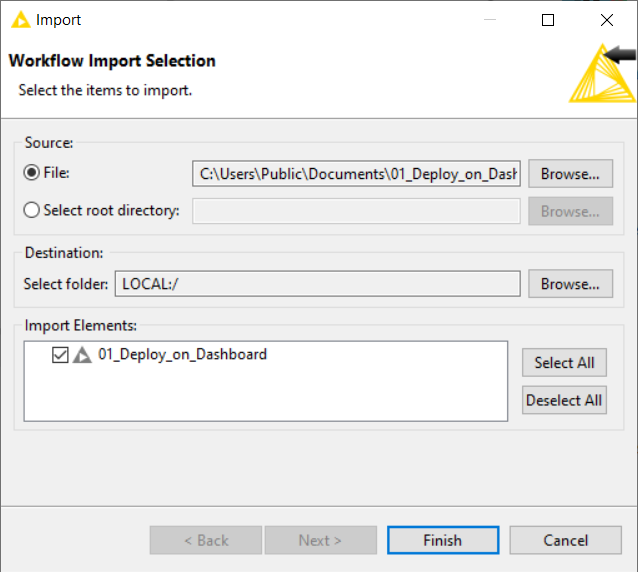 Import
Workflow Import Selection
Select the items to import.
Source:
File: C:\Users\Public\Documents\01_Deploy_on_Dash Browse...
Select root directory: Browse...
Destination:
Select folder: LOCAL:/ Browse...
Import Elements:
01_Deploy_on_Dashboard
Select All
Deselect All
< Back Next > Finish Cancel